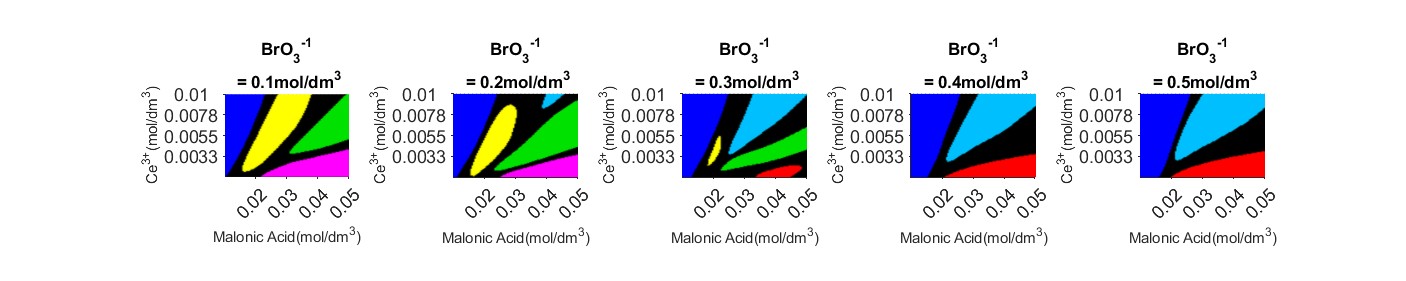 BrO3-1
= 0.1mol/dm3
Ce3+(mol/dm3)
0.01
0.0078
0.0055
0.0033
0.02
0.03
0.04
0.05
Malonic Acid(mol/dm3)
BrO3-1
= 0.2mol/dm3
Ce3+(mol/dm3)
0.01
0.0078
0.0055
0.0033
0.02
0.03
0.04
0.05
Malonic Acid(mol/dm3)
BrO3-1
= 0.3mol/dm3
Ce3+(mol/dm3)
0.01
0.0078
0.0055
0.0033
0.02
0.03
0.04
0.05
Malonic Acid(mol/dm3)
BrO3-1
= 0.4mol/dm3
Ce3+(mol/dm3)
0.01
0.0078
0.0055
0.0033
0.02
0.03
0.04
0.05
Malonic Acid(mol/dm3)
BrO3-1
= 0.5mol/dm3
Ce3+(mol/dm3)
0.01
0.0078
0.0055
0.0033
0.02
0.03
0.04
0.05
Malonic Acid(mol/dm3)